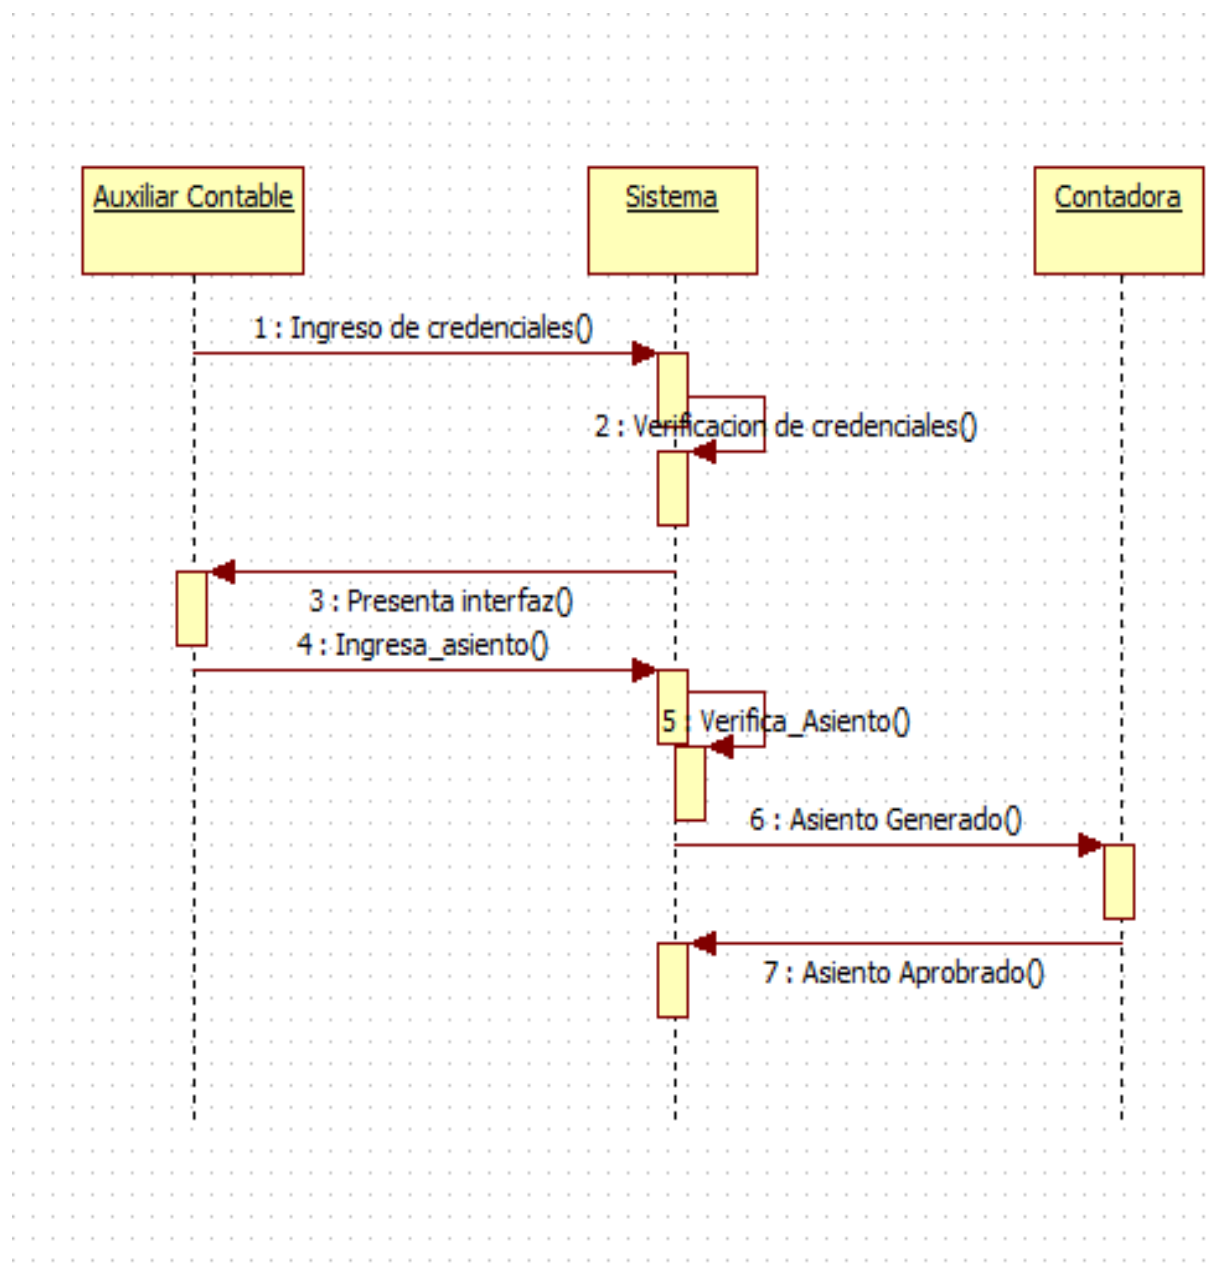 Auxiliar Contable
Sistema
Contadora
1 : Ingreso de credenciales()
2 : Verificacion de credenciales()
3 : Presenta interfaz()
4 : Ingresa_asiento()
5 : Verifica_Asiento()
6 : Asiento Generado()
7 : Asiento Aprobrado()